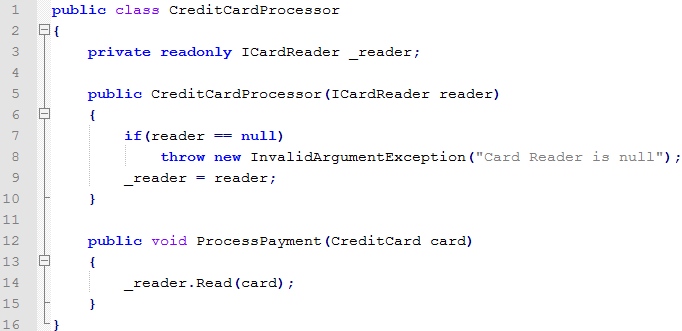 1 public class CreditCardProcessor
2 {
3 private readonly ICardReader _reader;
4
5 public CreditCardProcessor(ICardReader reader)
6 {
7 if(reader == null)
8 throw new InvalidArgumentException("Card Reader is null");
9 _reader = reader;
10 }
11
12 public void ProcessPayment(CreditCard card)
13 {
14 _reader.Read(card);
15 }
16 }